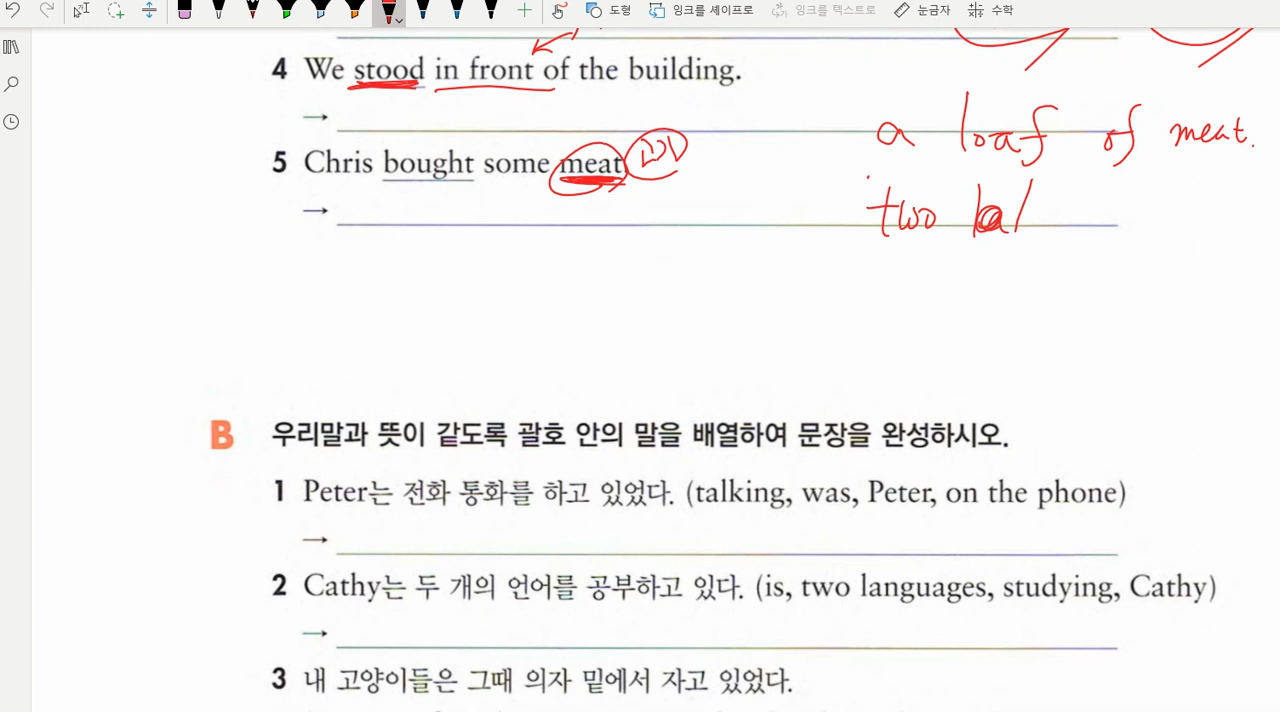 도형 잉크를 셰이프로 잉크를 텍스트로 눈금자 수학
4 We stood in front of the building.
→
a loaf of meat.
5 Chris bought some meat. 고기
→
two
B 우리말과 뜻이 같도록 괄호 안의 말을 배열하여 문장을 완성하시오.
1 Peter는 전화 통화를 하고 있었다. (talking, was, Peter, on the phone)
→
2 Cathy는 두 개의 언어를 공부하고 있다. (is, two languages, studying, Cathy)
→
3 내 고양이들은 그때 의자 밑에서 자고 있었다.